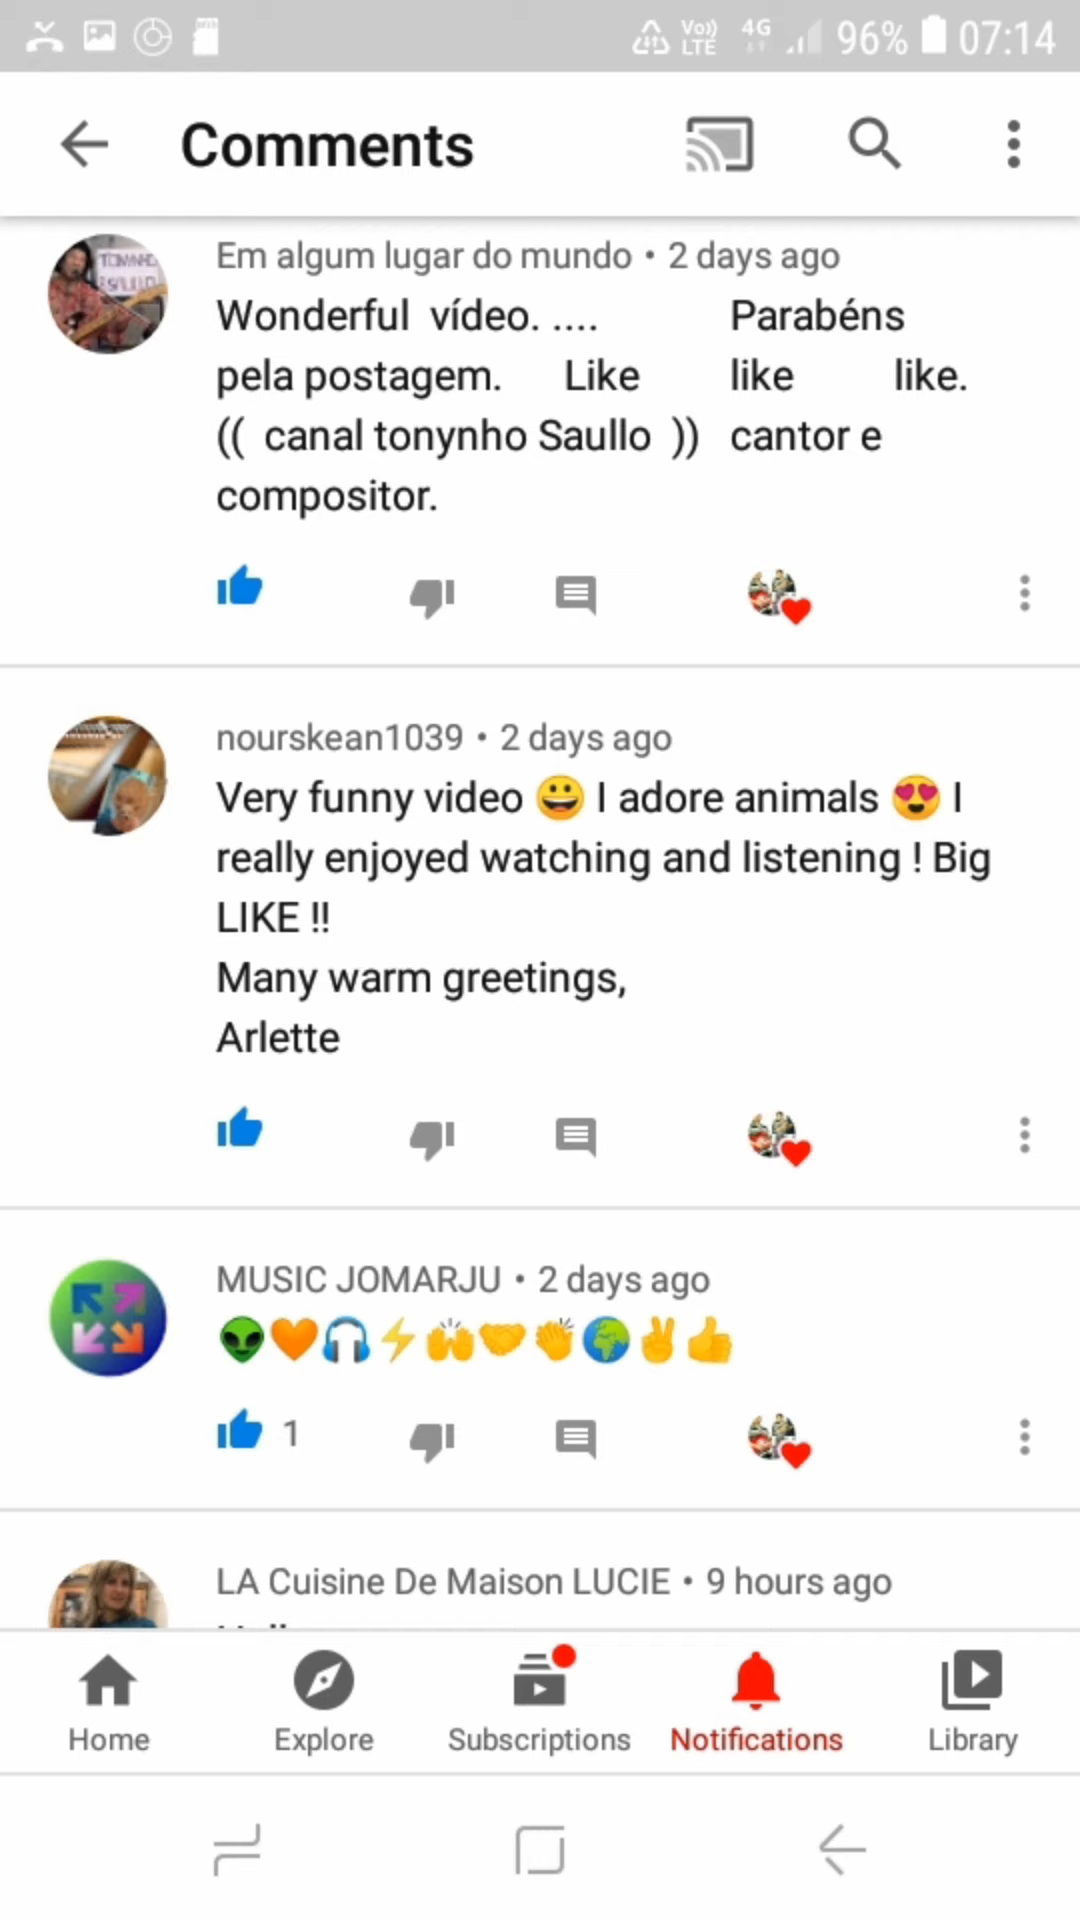 Vo)) LTE 4G 96% 07:14
Comments
Em algum lugar do mundo • 2 days ago
Wonderful vídeo. .... Parabéns
pela postagem. Like like like.
(( canal tonynho Saullo )) cantor e
compositor.
nourskean1039 • 2 days ago
Very funny video 😀 I adore animals 😍 I
really enjoyed watching and listening ! Big
LIKE !!
Many warm greetings,
Arlette
MUSIC JOMARJU • 2 days ago
👽🧡🎧⚡🙌🤝👏🌍✌👍
1
LA Cuisine De Maison LUCIE • 9 hours ago
Home Explore Subscriptions Notifications Library